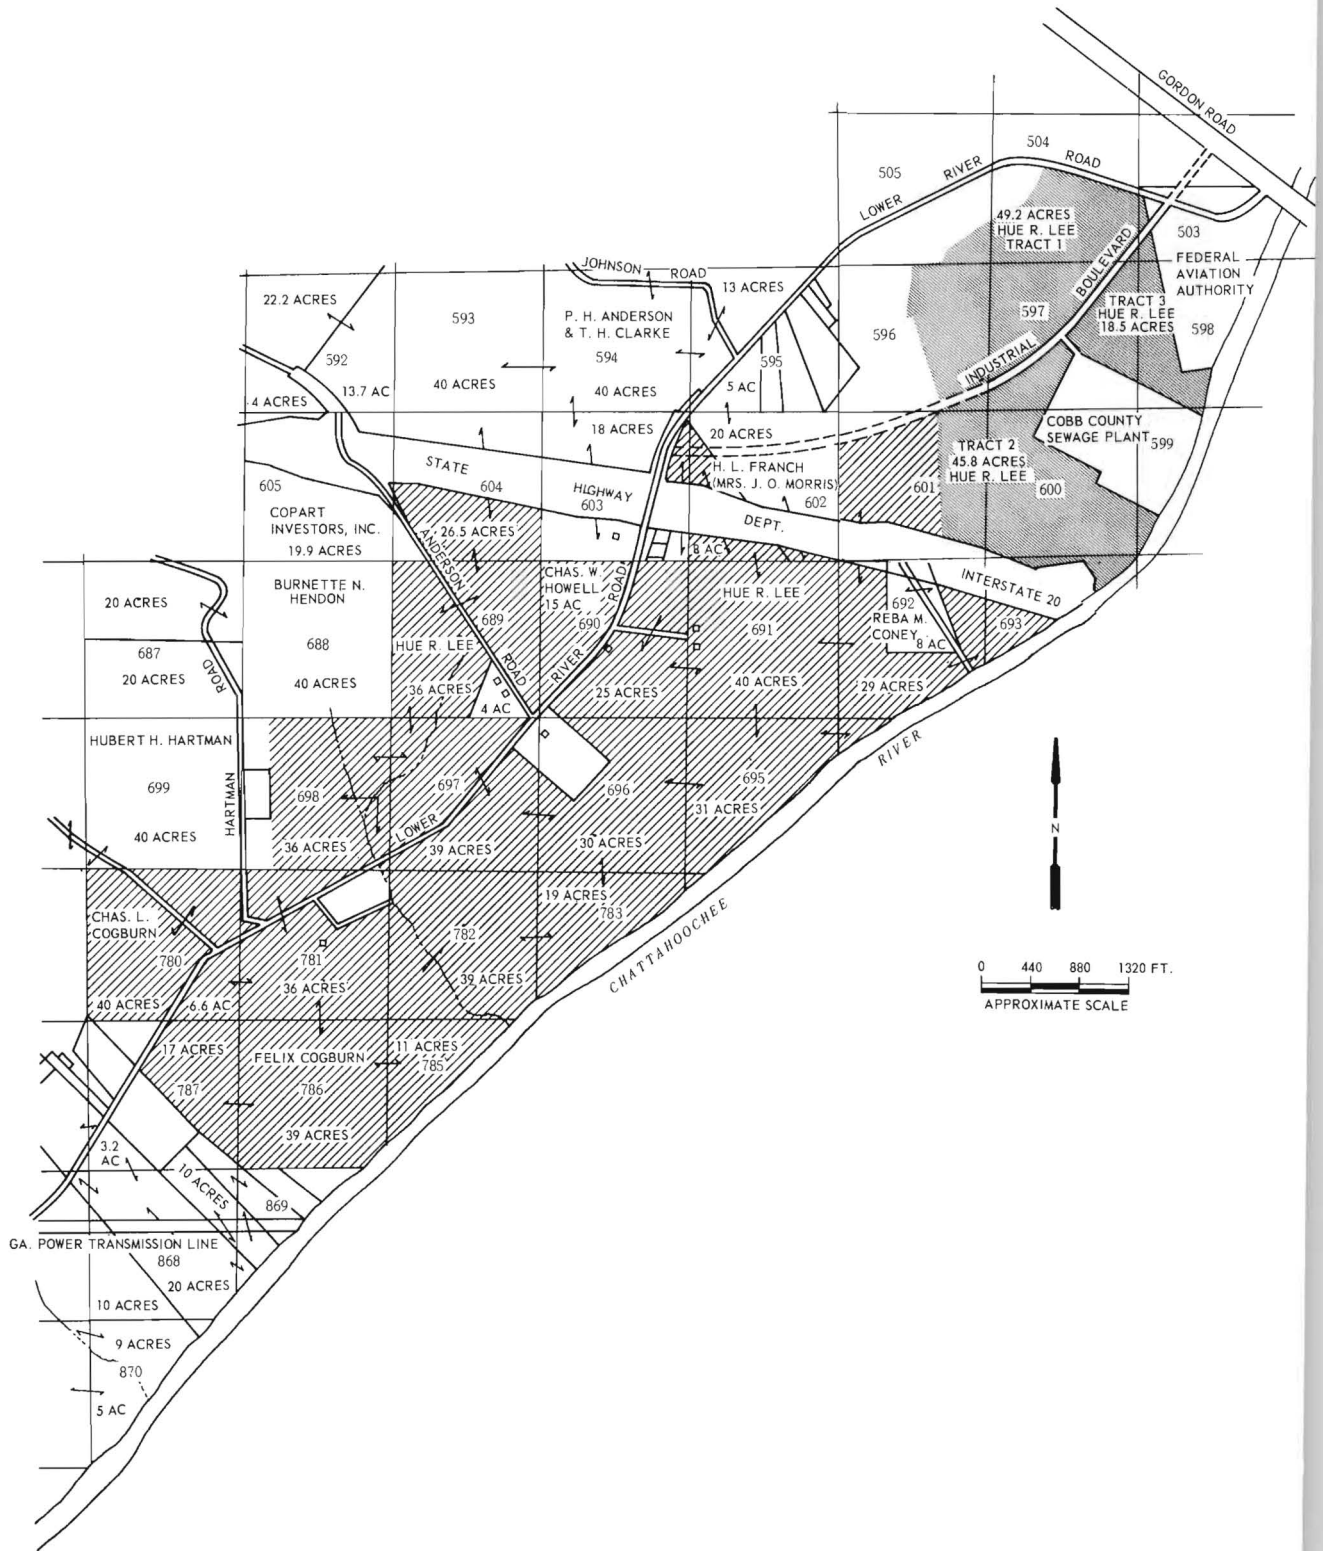 GORDON ROAD
504
ROAD
RIVER
505
LOWER
49.2 ACRES
HUE R. LEE
TRACT 1
503
FEDERAL
AVIATION
AUTHORITY
BOULEVARD
JOHNSON ROAD
13 ACRES
22.2 ACRES
593
P. H. ANDERSON
& T. H. CLARKE
597
TRACT 3
HUE R. LEE
18.5 ACRES
598
596
INDUSTRIAL
592
594
595
13.7 AC
40 ACRES
40 ACRES
5 AC
4 ACRES
18 ACRES
20 ACRES
COBB COUNTY
SEWAGE PLANT
599
TRACT 2
45.8 ACRES
HUE R. LEE
STATE
H. L. FRANCH
(MRS. J. O. MORRIS)
605
604
HIGHWAY
603
602
601
600
COPART
INVESTORS, INC.
19.9 ACRES
DEPT.
26.5 ACRES
ANDERSON
8 AC
INTERSTATE 20
CHAS. W.
HOWELL
15 AC
ROAD
BURNETTE N.
HENDON
HUE R. LEE
20 ACRES
692
REBA M.
CONEY
8 AC
693
689
690
691
688
HUE R. LEE
687
20 ACRES
ROAD
40 ACRES
36 ACRES
ROAD
RIVER
25 ACRES
40 ACRES
29 ACRES
4 AC
HUBERT H. HARTMAN
RIVER
699
HARTMAN
698
697
696
695
31 ACRES
40 ACRES
LOWER
36 ACRES
39 ACRES
30 ACRES
N
19 ACRES
783
CHATTAHOOCHEE
CHAS. L.
COGBURN
782
780
781
36 ACRES
39 ACRES
0 440 880 1320 FT.
APPROXIMATE SCALE
40 ACRES
6.6 AC
17 ACRES
FELIX COGBURN
11 ACRES
785
787
786
39 ACRES
3.2
AC
10 ACRES
869
GA. POWER TRANSMISSION LINE
868
20 ACRES
10 ACRES
9 ACRES
870
5 AC